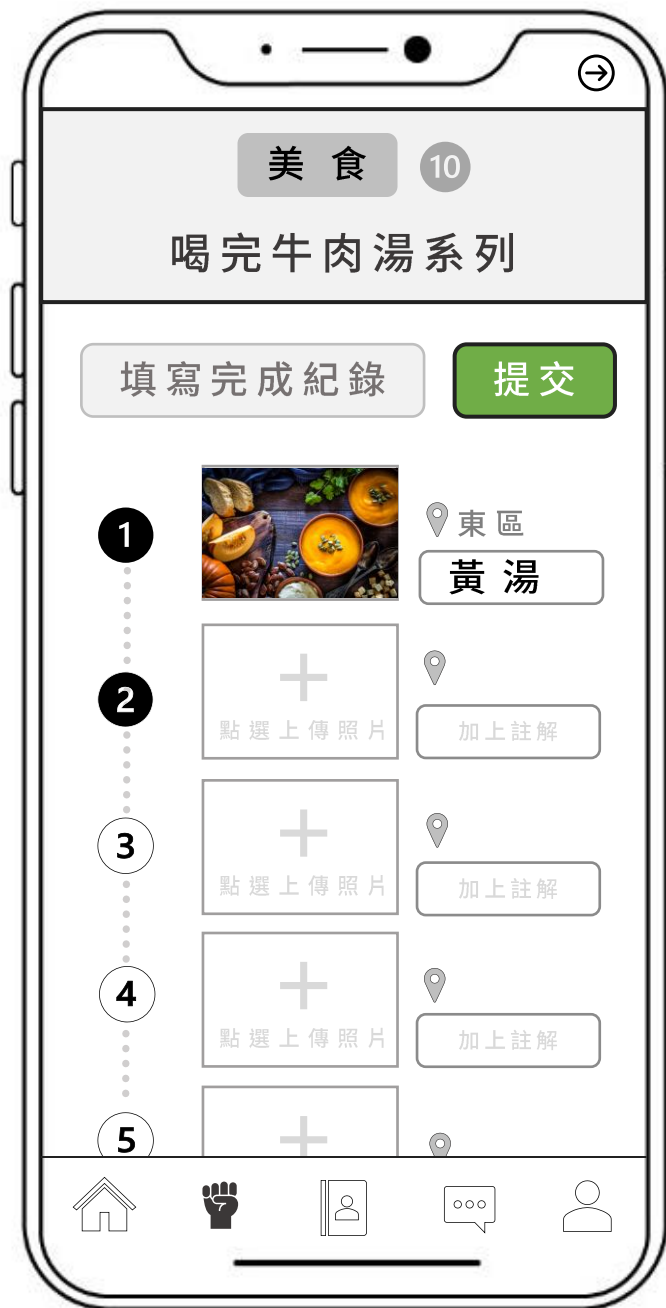 美食 10
喝完牛肉湯系列
填寫完成紀錄 提交
1
東區
黃湯
2
點選上傳照片 加上註解
3
點選上傳照片 加上註解
4
點選上傳照片 加上註解
5